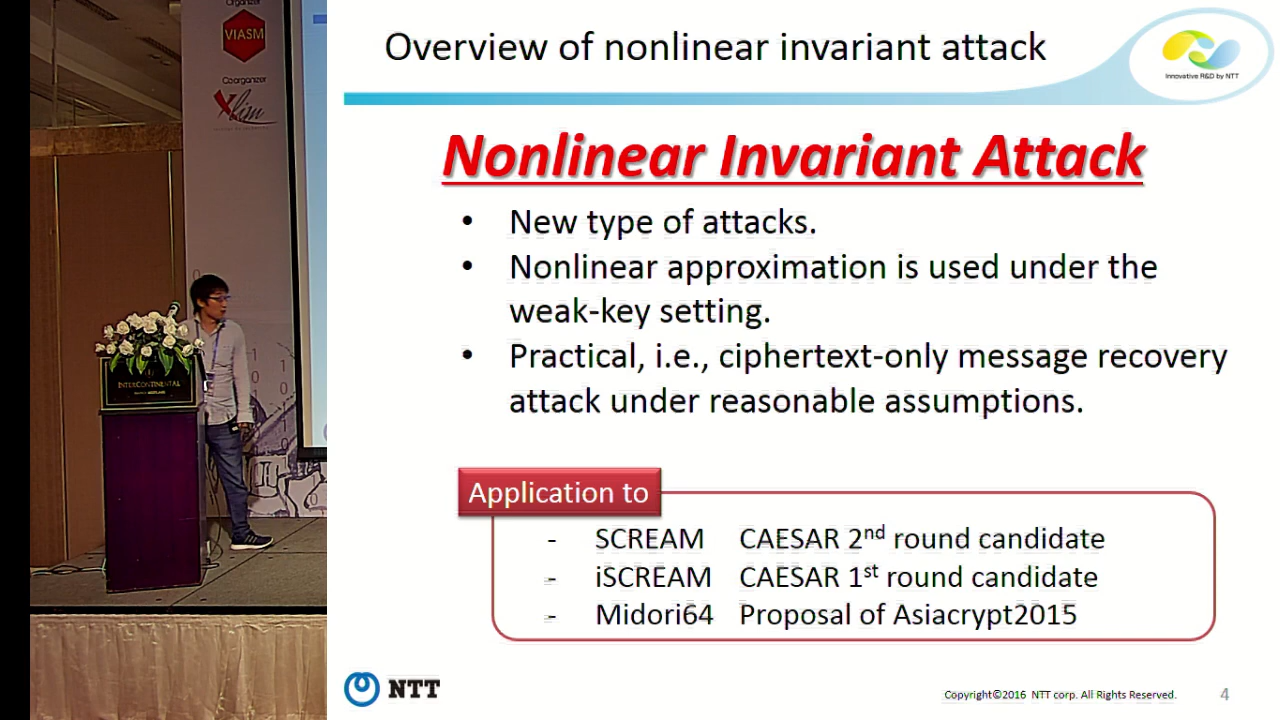 Organizer
VIASM
Coorganizer
Xlim
INTERCONTINENTAL
Overview of nonlinear invariant attack
Innovative R&D by NTT
Nonlinear Invariant Attack
• New type of attacks.
• Nonlinear approximation is used under the
weak-key setting.
• Practical, i.e., ciphertext-only message recovery
attack under reasonable assumptions.
Application to
- SCREAM CAESAR 2nd round candidate
- iSCREAM CAESAR 1st round candidate
- Midori64 Proposal of Asiacrypt2015
NTT
Copyright©2016 NTT corp. All Rights Reserved.
4